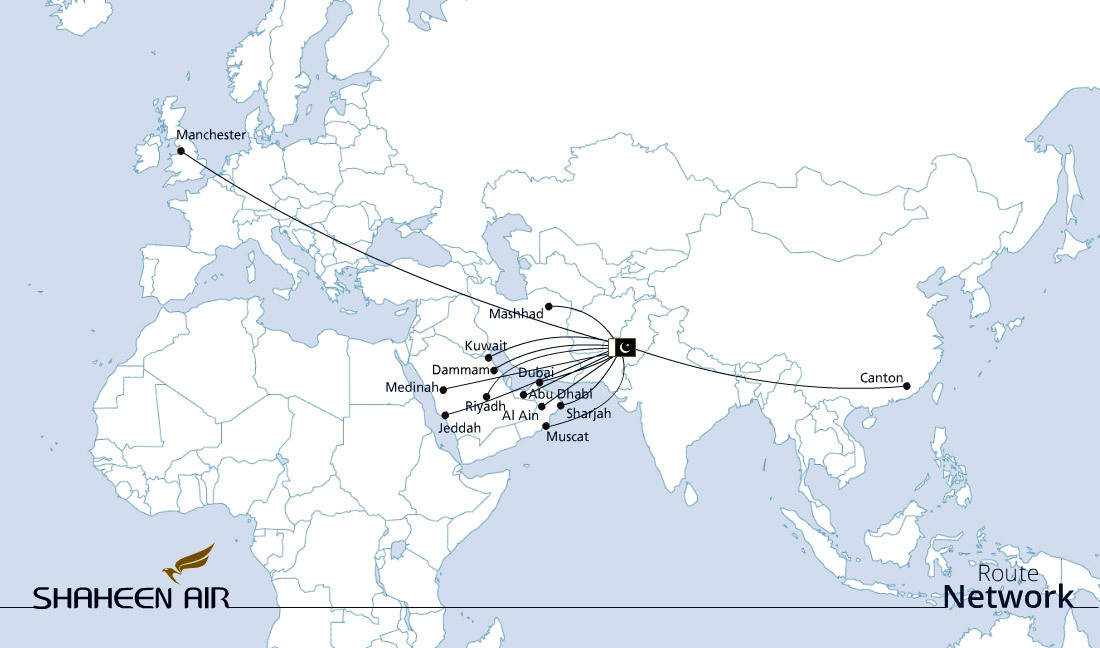 Manchester
Mashhad
Kuwait
Dammam
Dubai
Canton
Medinah
Abu Dhabi
Riyadh
Al Ain
Sharjah
Jeddah
Muscat
SHAHEEN AIR
Route
Network